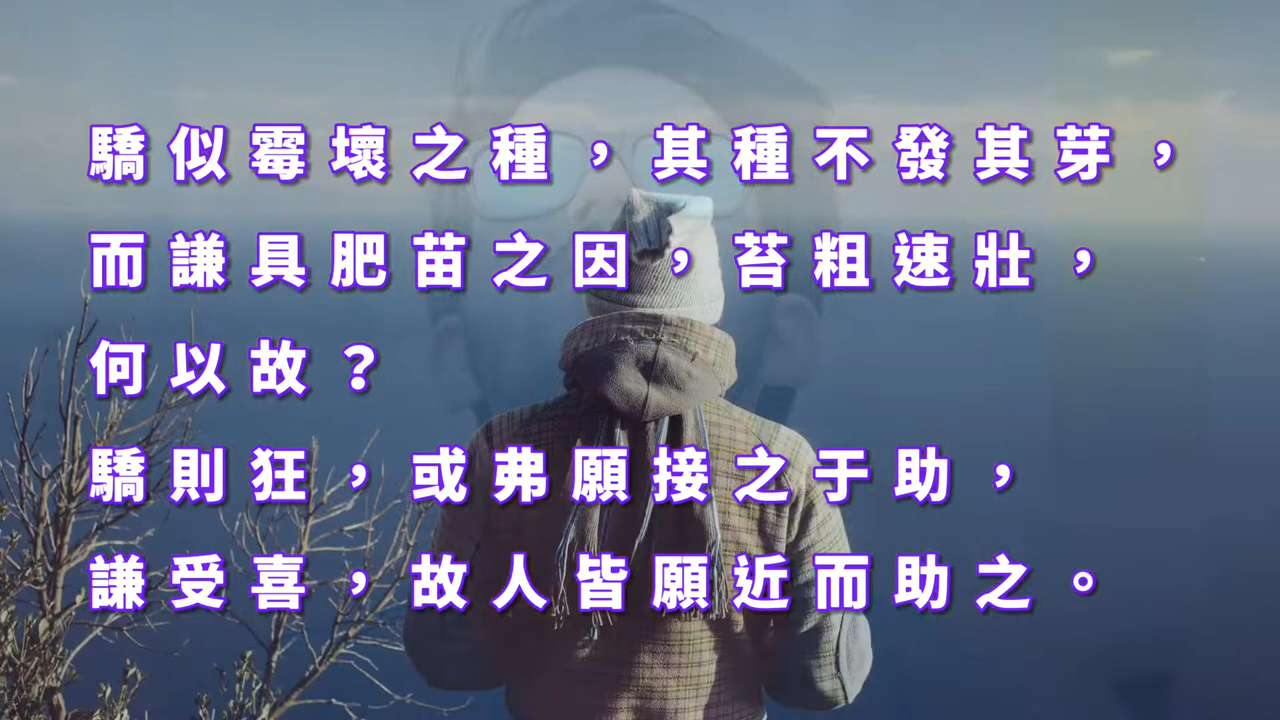 驕似霉壞之種，其種不發其芽，
而謙具肥苗之因，苔粗速壯，
何以故？
驕則狂，或弗願接之于助，
謙受喜，故人皆願近而助之。